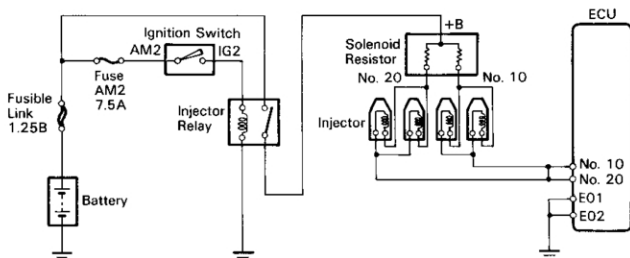 ECU
Ignition Switch
AM2
IG2
+B
Solenoid
Resistor
Fuse
AM2
7.5A
No. 20
No. 10
Fusible
Link
1.25B
Injector
Relay
Injector
No. 10
No. 20
E01
E02
Battery